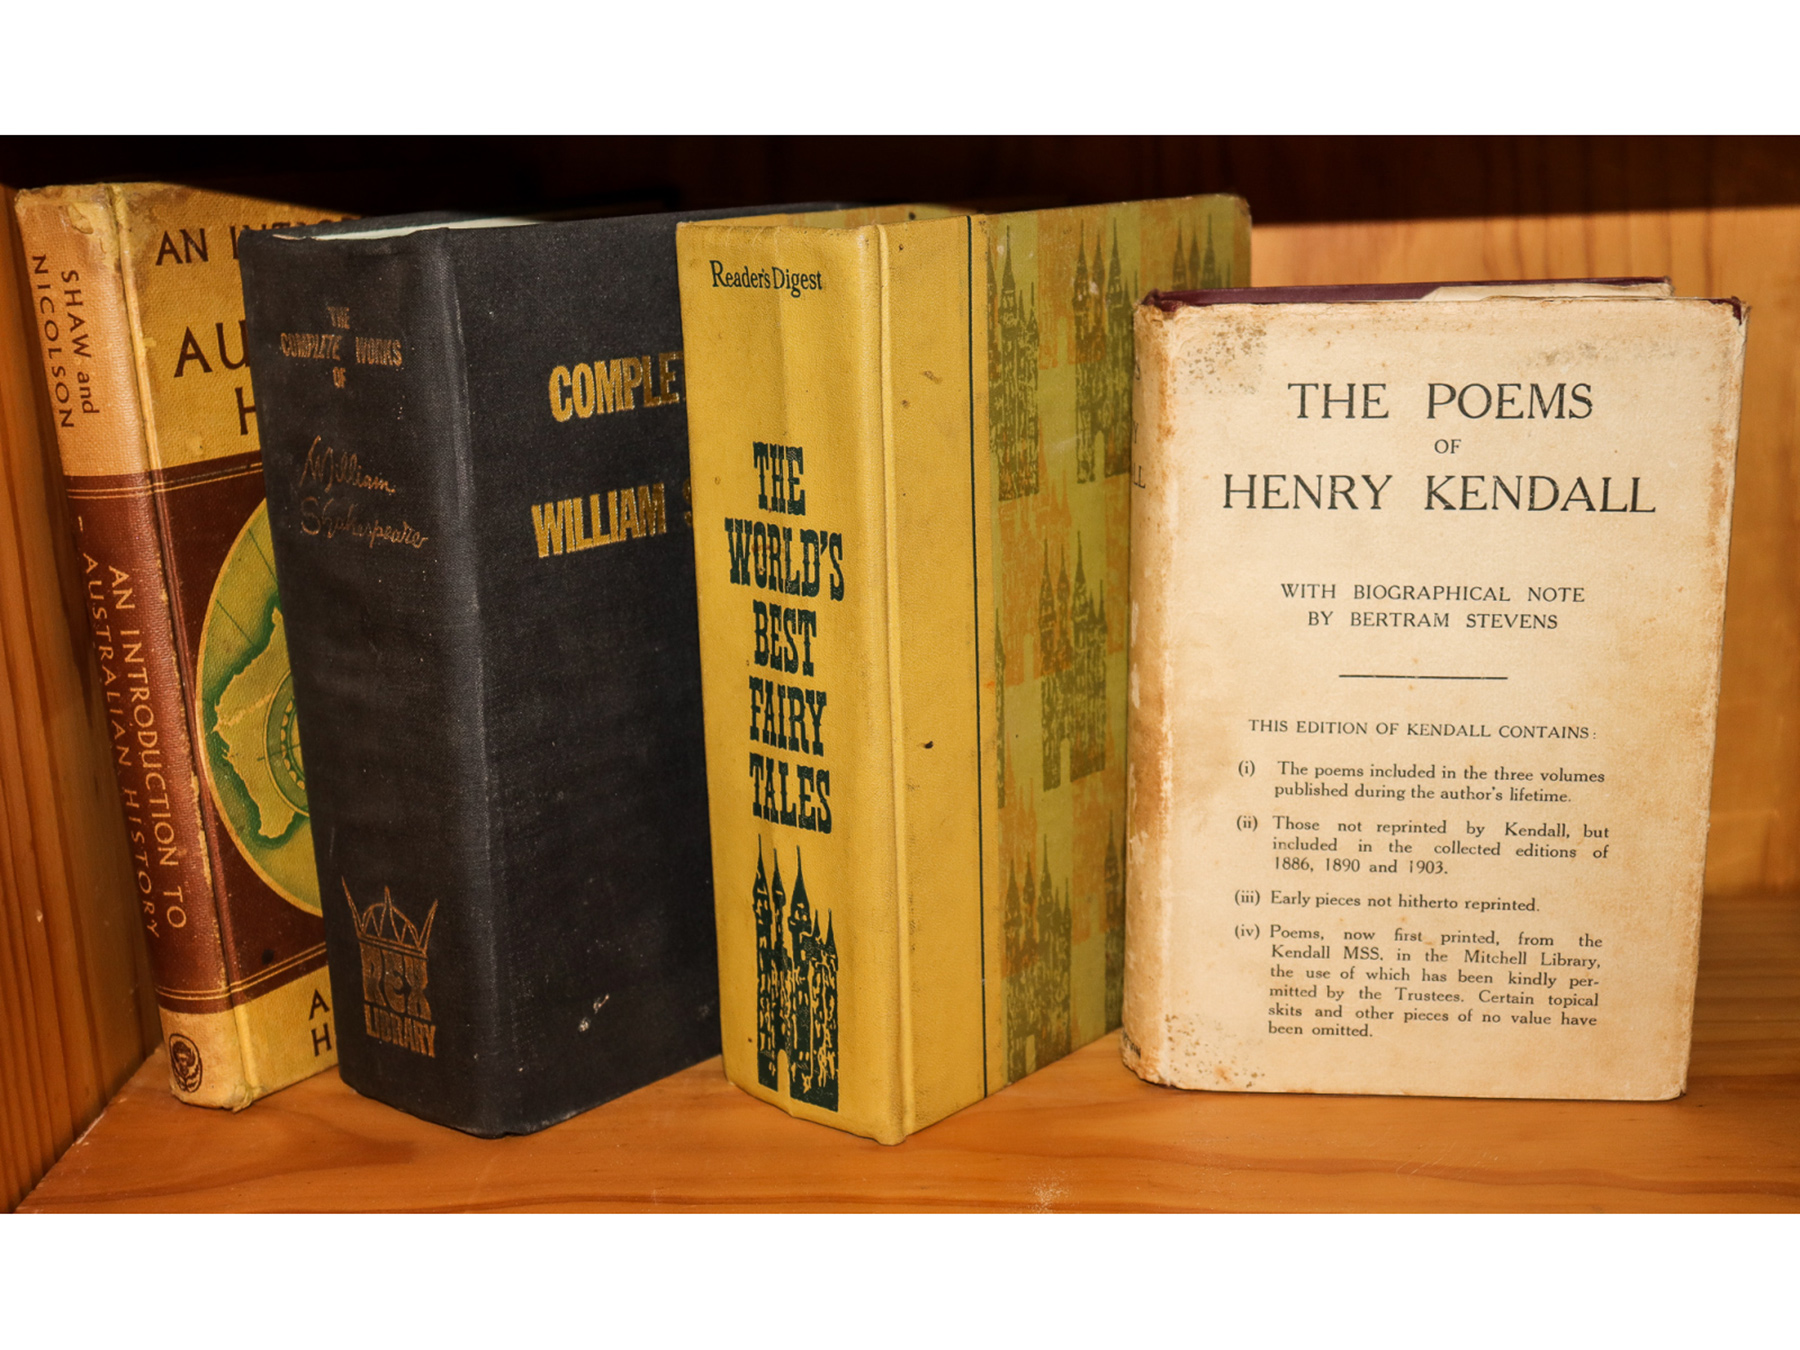 SHAW and
NICOLSON
AN INTRODUCTION TO
AUSTRALIAN HISTORY
AN
THE
COMPLETE WORKS
OF
William
Shakespeare
REX
LIBRARY
COMPLE
WILLIAM S
Reader's Digest
THE
WORLD'S
BEST
FAIRY
TALES
THE POEMS
OF
HENRY KENDALL
WITH BIOGRAPHICAL NOTE
BY BERTRAM STEVENS
THIS EDITION OF KENDALL CONTAINS:
(i) The poems included in the three volumes
published during the author's lifetime.
(ii) Those not reprinted by Kendall, but
included in the collected editions of
1886, 1890 and 1903.
(iii) Early pieces not hitherto reprinted.
(iv) Poems, now first printed, from the
Kendall MSS. in the Mitchell Library,
the use of which has been kindly per-
mitted by the Trustees. Certain topical
skits and other pieces of no value have
been omitted.